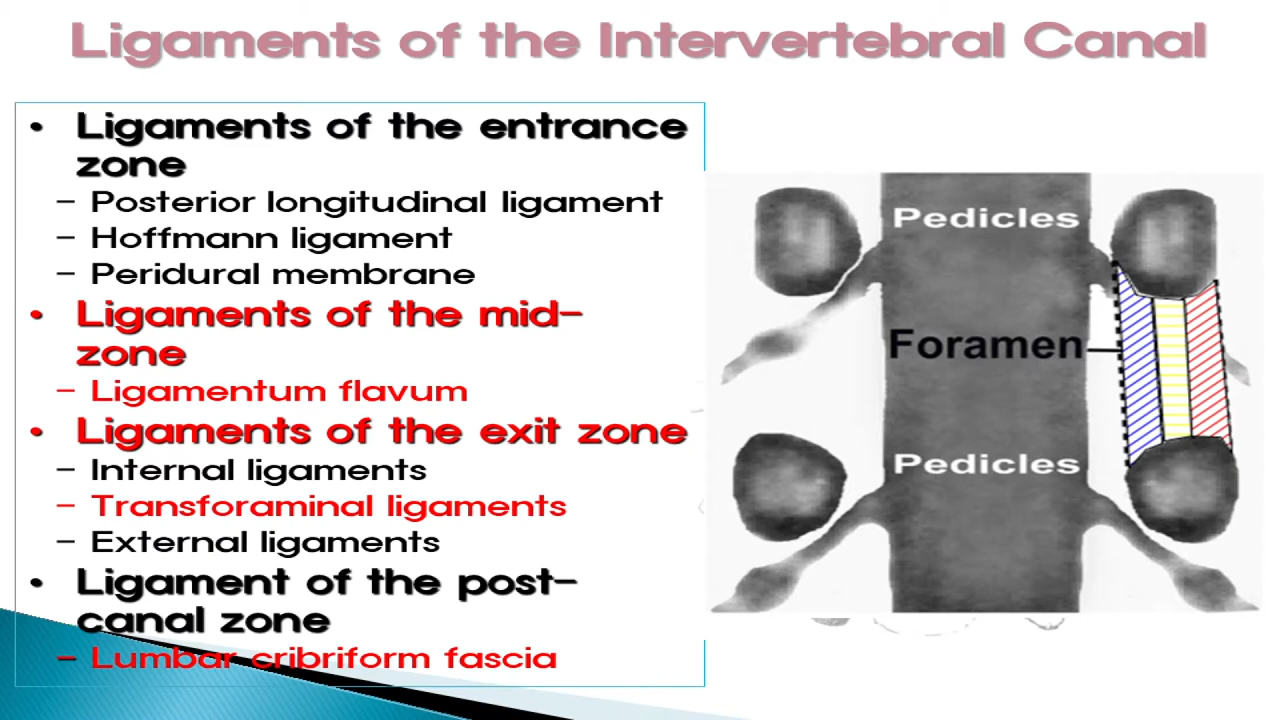 Ligaments of the Intervertebral Canal
• Ligaments of the entrance
zone
– Posterior longitudinal ligament
– Hoffmann ligament
– Peridural membrane
• Ligaments of the mid-
zone
– Ligamentum flavum
• Ligaments of the exit zone
– Internal ligaments
– Transforaminal ligaments
– External ligaments
• Ligament of the post-
canal zone
– Lumbar cribriform fascia
Pedicles
Foramen
Pedicles